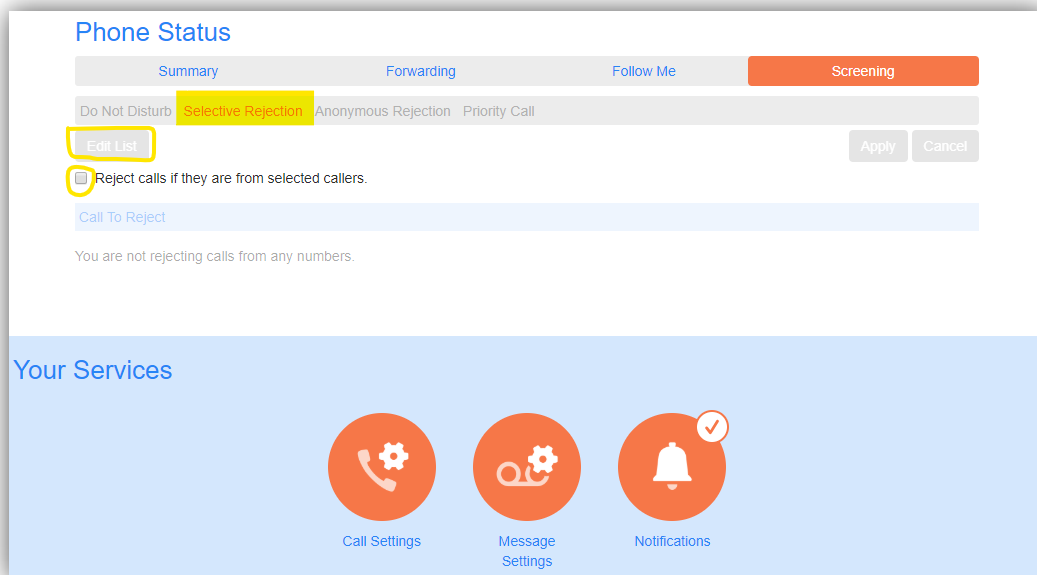 Phone Status
Summary Forwarding Follow Me Screening
Do Not Disturb Selective Rejection Anonymous Rejection Priority Call
Edit List Apply Cancel
Reject calls if they are from selected callers.
Call To Reject
You are not rejecting calls from any numbers.
Your Services
Call Settings Message Notifications
Settings